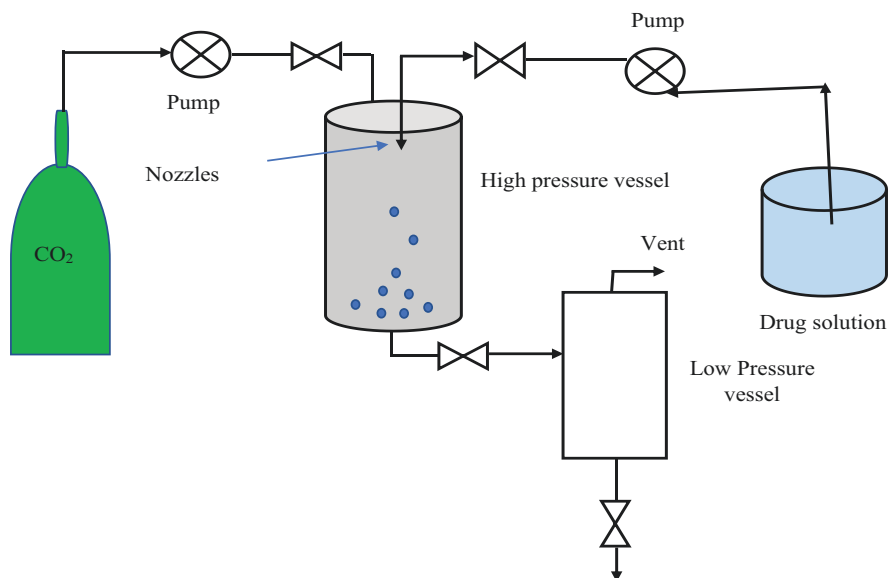 Pump
Pump
Nozzles
High pressure vessel
CO₂
Vent
Drug solution
Low Pressure
vessel